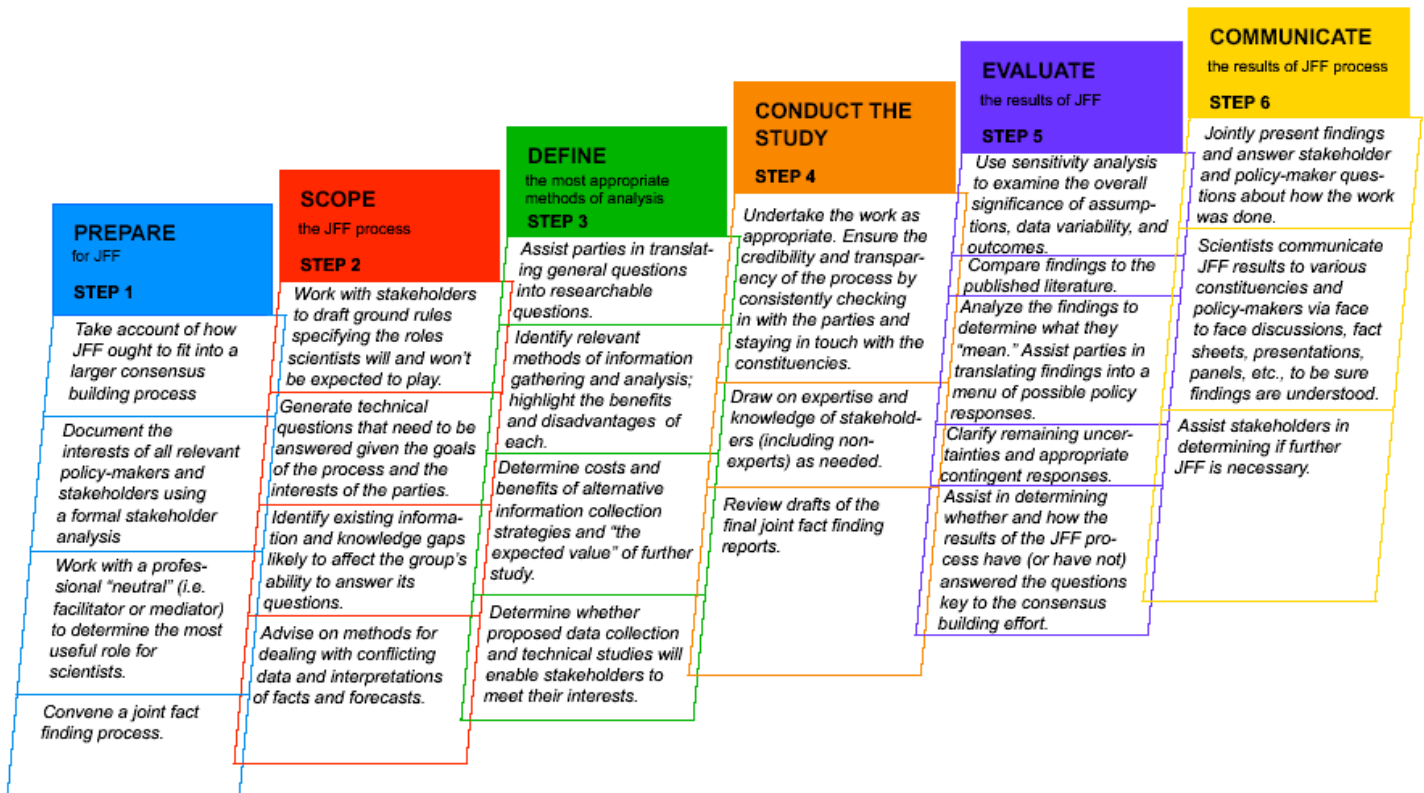 PREPARE
for JFF
STEP 1
Take account of how
JFF ought to fit into a
larger consensus
building process
Document the
interests of all relevant
policy-makers and
stakeholders using
a formal stakeholder
analysis
Work with a profes-
sional “neutral” (i.e.
facilitator or mediator)
to determine the most
useful role for
scientists.
Convene a joint fact
finding process.
SCOPE
the JFF process
STEP 2
Work with stakeholders
to draft ground rules
specifying the roles
scientists will and won’t
be expected to play.
Generate technical
questions that need to be
answered given the goals
of the process and the
interests of the parties.
Identify existing informa-
tion and knowledge gaps
likely to affect the group’s
ability to answer its
questions.
Advise on methods for
dealing with conflicting
data and interpretations
of facts and forecasts.
DEFINE
the most appropriate
methods of analysis
STEP 3
Assist parties in translat-
ing general questions
into researchable
questions.
Identify relevant
methods of information
gathering and analysis;
highlight the benefits
and disadvantages of
each.
Determine costs and
benefits of alternative
information collection
strategies and “the
expected value” of further
study.
Determine whether
proposed data collection
and technical studies will
enable stakeholders to
meet their interests.
CONDUCT THE
STUDY
STEP 4
Undertake the work as
appropriate. Ensure the
credibility and transpar-
ency of the process by
consistently checking
in with the parties and
staying in touch with the
constituencies.
Draw on expertise and
knowledge of stakehold-
ers (including non-
experts) as needed.
Review drafts of the
final joint fact finding
reports.
EVALUATE
the results of JFF
STEP 5
Use sensitivity analysis
to examine the overall
significance of assump-
tions, data variability, and
outcomes.
Compare findings to the
published literature.
Analyze the findings to
determine what they
“mean.” Assist parties in
translating findings into a
menu of possible policy
responses.
Clarify remaining uncer-
tainties and appropriate
contingent responses.
Assist in determining
whether and how the
results of the JFF pro-
cess have (or have not)
answered the questions
key to the consensus
building effort.
COMMUNICATE
the results of JFF process
STEP 6
Jointly present findings
and answer stakeholder
and policy-maker ques-
tions about how the work
was done.
Scientists communicate
JFF results to various
constituencies and
policy-makers via face
to face discussions, fact
sheets, presentations,
panels, etc., to be sure
findings are understood.
Assist stakeholders in
determining if further
JFF is necessary.